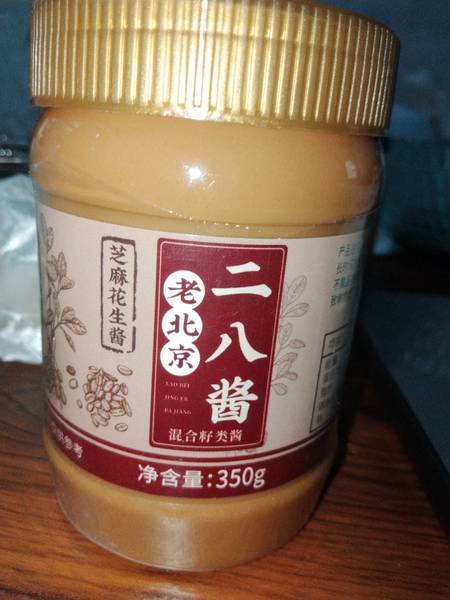 芝麻花生酱
老北京
二八酱
LAO BEI
JING ER
BA JIANG
混合籽类酱
净含量:350g